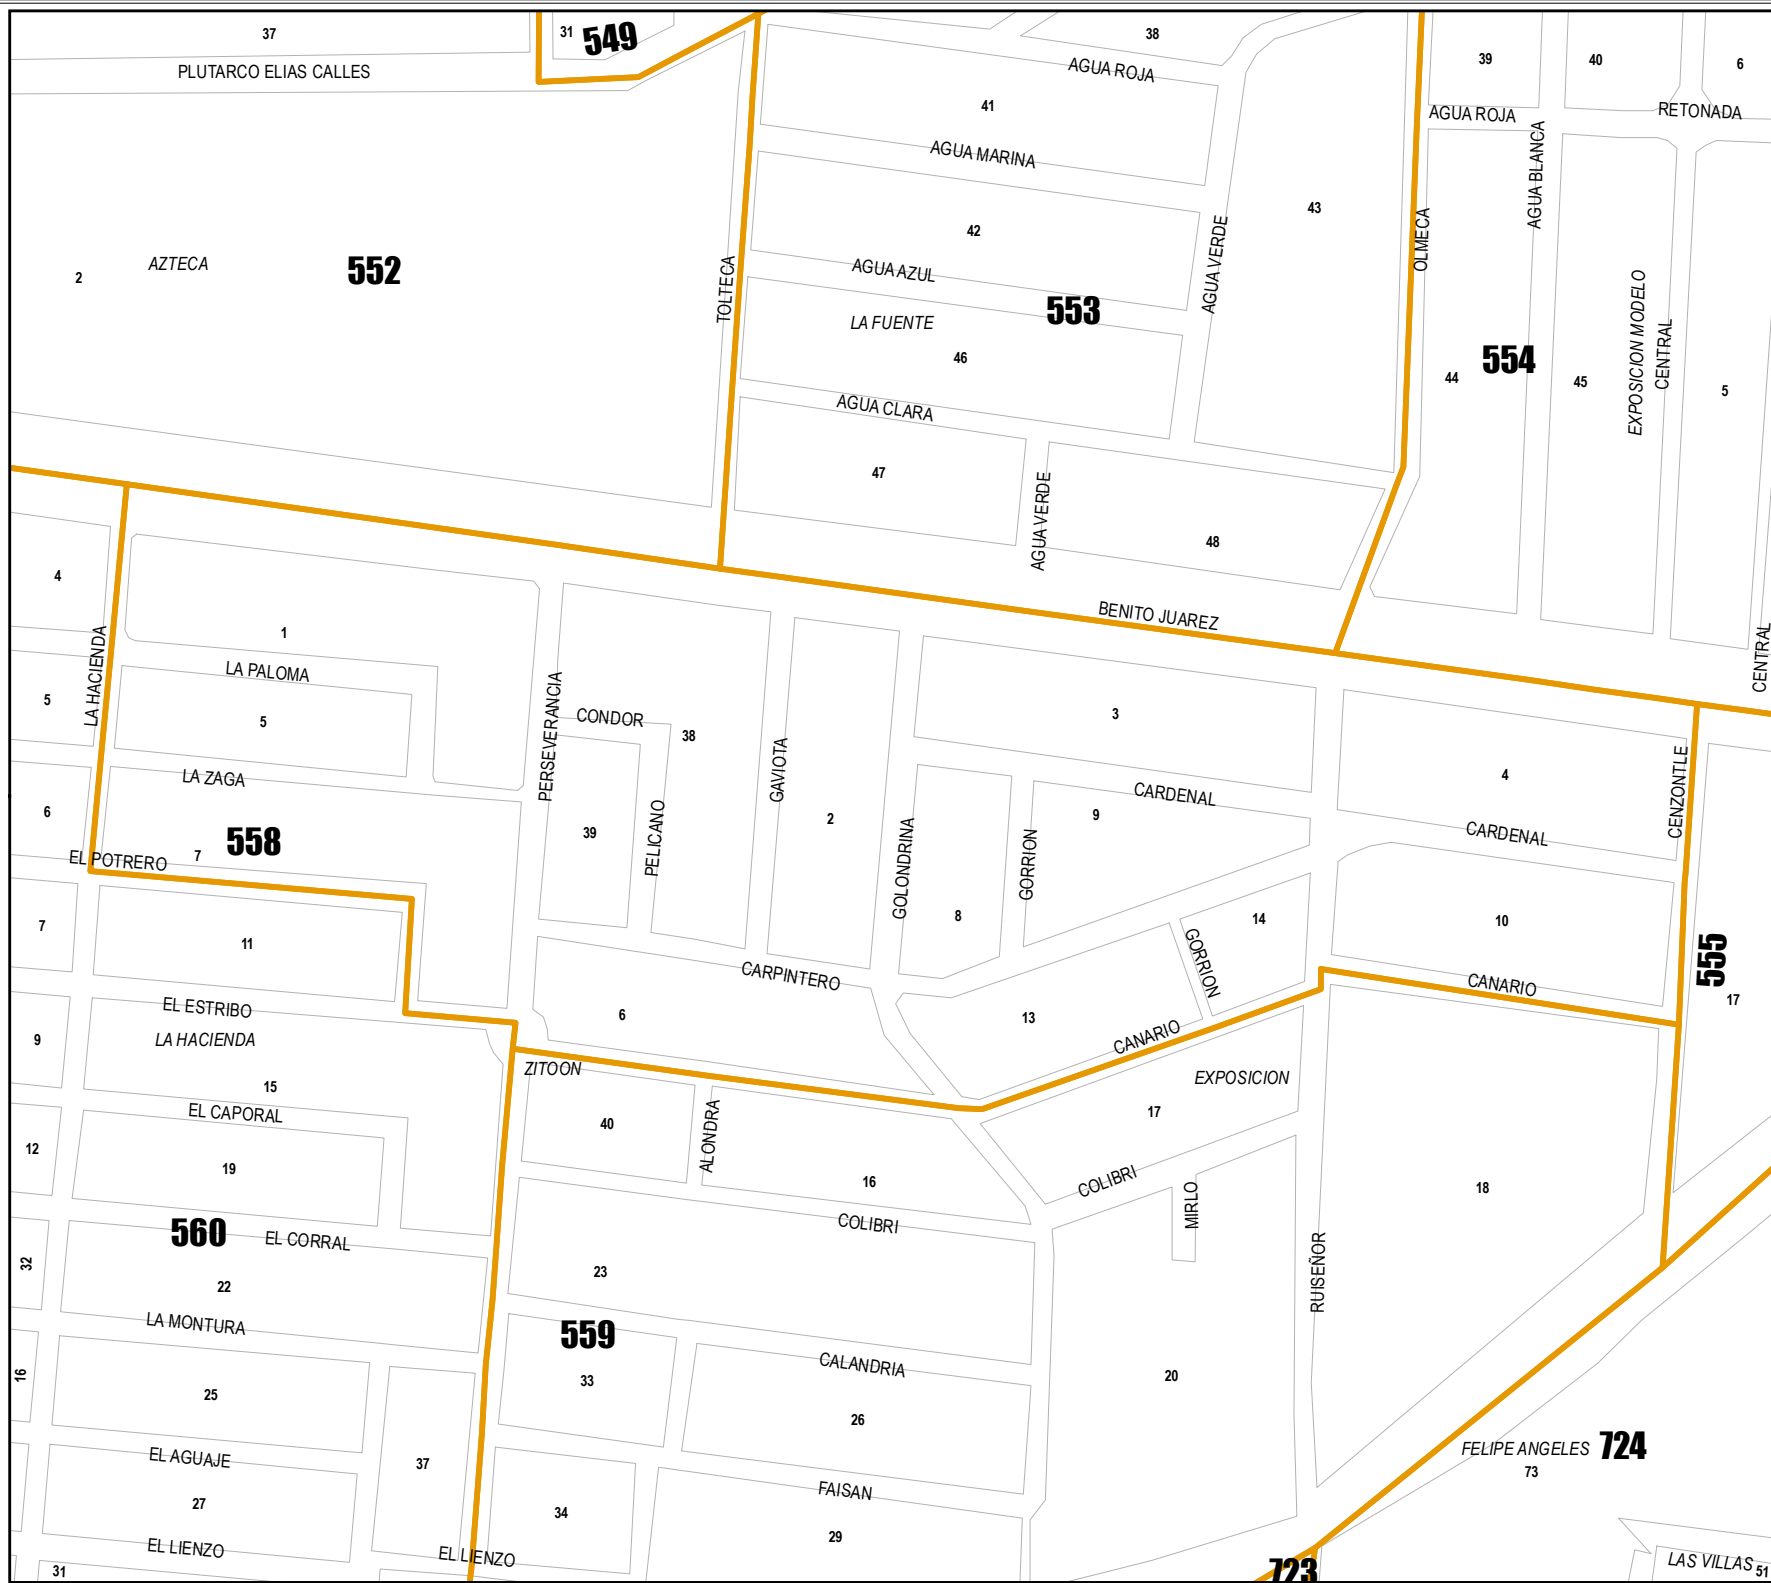 37
31
549
38
PLUTARCO ELIAS CALLES
AGUA ROJA
39
40
6
41
AGUA ROJA
RETONADA
AGUA MARINA
AGUA BLANCA
43
42
OLMECA
AGUA VERDE
2
AZTECA
552
TOLTECA
AGUA AZUL
LA FUENTE
553
EXPOSICION MODELO
CENTRAL
46
554
44
45
5
AGUA CLARA
47
AGUA VERDE
48
4
BENITO JUAREZ
1
LA HACIENDA
LA PALOMA
CENTRAL
5
5
PERSEVERANCIA
CONDOR
38
3
GAVIOTA
LA ZAGA
CARDENAL
4
CENZONTLE
6
558
39
PELICANO
2
GOLONDRINA
GORRION
9
CARDENAL
7
EL POTRERO
7
11
8
14
10
GORRION
555
CARPINTERO
CANARIO
EL ESTRIBO
6
13
17
9
LA HACIENDA
CANARIO
ZITOON
EXPOSICION
15
EL CAPORAL
40
ALONDRA
17
12
19
16
COLIBRI
18
560
EL CORRAL
COLIBRI
MIRLO
32
22
23
RUISEÑOR
LA MONTURA
559
16
25
33
CALANDRIA
20
26
EL AGUAJE
37
FELIPE ANGELES
724
73
27
34
FAISAN
29
EL LIENZO
EL LIENZO
31
723
LAS VILLAS
51